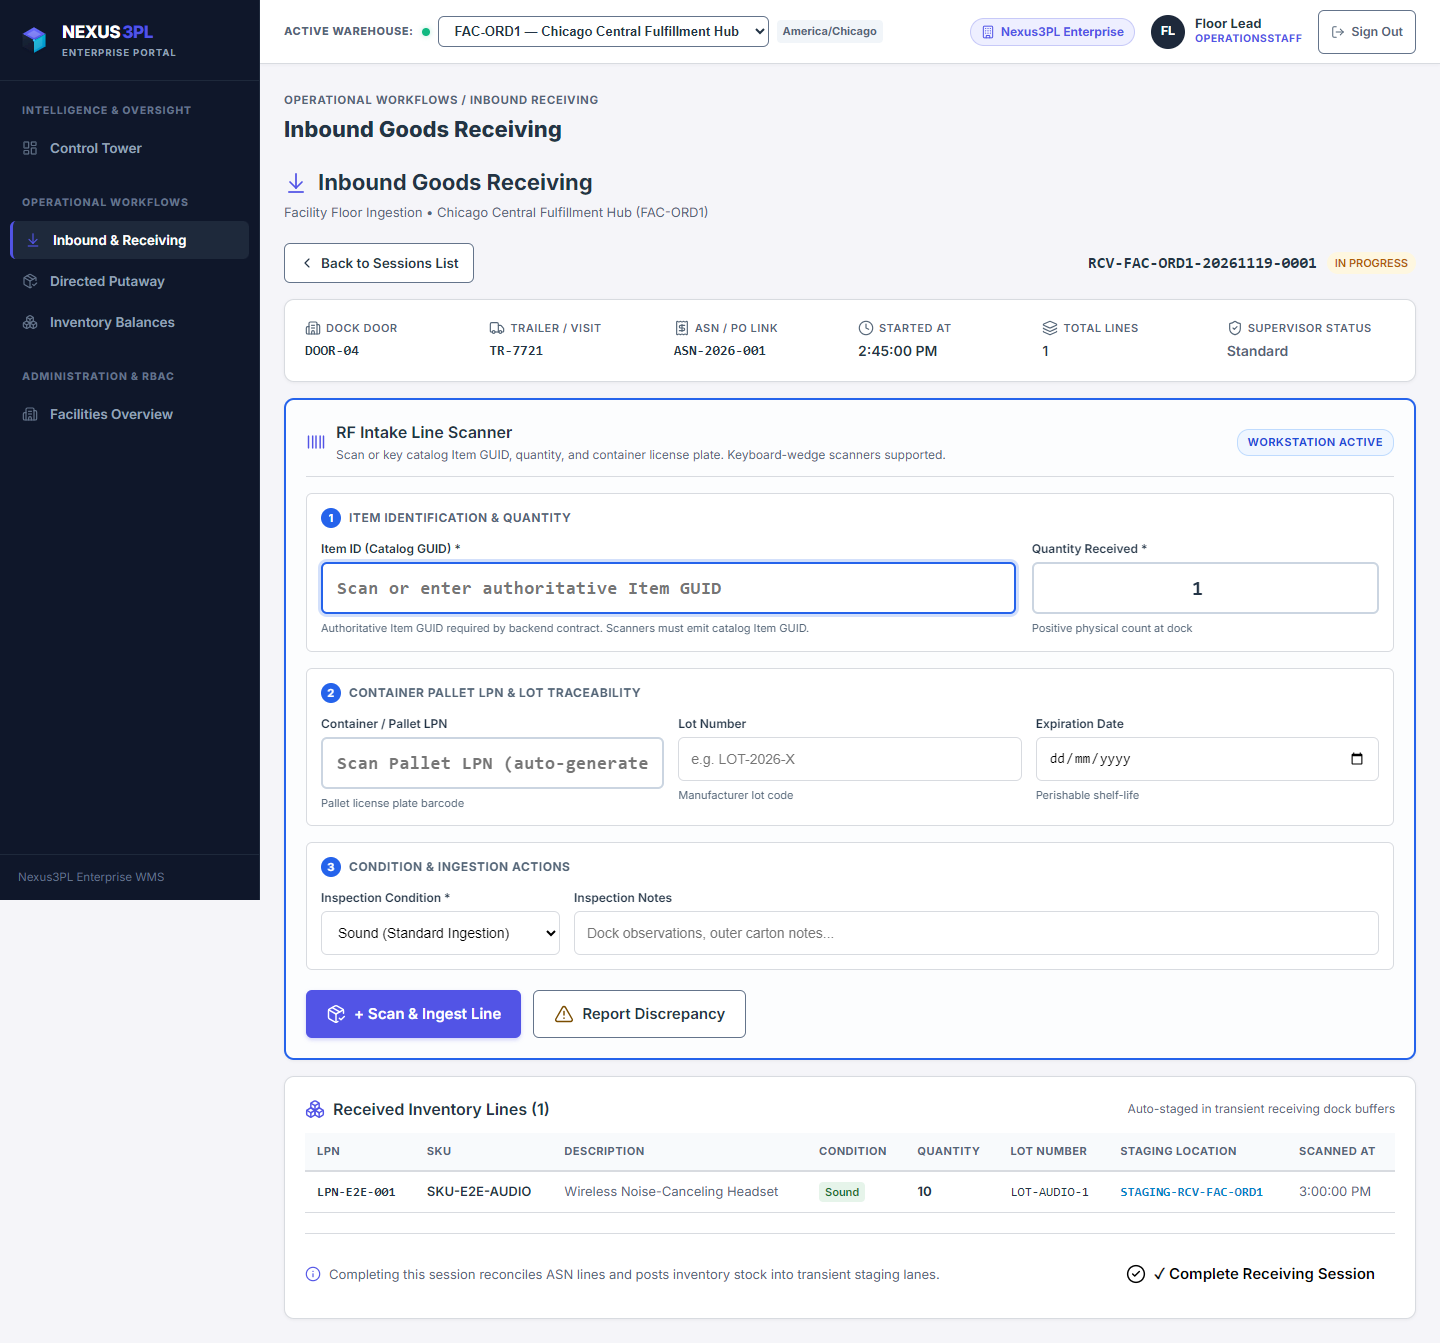 NEXUS3PL
ENTERPRISE PORTAL
INTELLIGENCE & OVERSIGHT
Control Tower
OPERATIONAL WORKFLOWS
Inbound & Receiving
Directed Putaway
Inventory Balances
ADMINISTRATION & RBAC
Facilities Overview
Nexus3PL Enterprise WMS
ACTIVE WAREHOUSE: FAC-ORD1 — Chicago Central Fulfillment Hub America/Chicago
Nexus3PL Enterprise
FL
Floor Lead
OPERATIONSSTAFF
Sign Out
OPERATIONAL WORKFLOWS / INBOUND RECEIVING
Inbound Goods Receiving
Inbound Goods Receiving
Facility Floor Ingestion • Chicago Central Fulfillment Hub (FAC-ORD1)
Back to Sessions List
RCV-FAC-ORD1-20261119-0001 IN PROGRESS
DOCK DOOR TRAILER / VISIT ASN / PO LINK STARTED AT TOTAL LINES SUPERVISOR STATUS
DOOR-04 TR-7721 ASN-2026-001 2:45:00 PM 1 Standard
RF Intake Line Scanner
Scan or key catalog Item GUID, quantity, and container license plate. Keyboard-wedge scanners supported.
WORKSTATION ACTIVE
1 ITEM IDENTIFICATION & QUANTITY
Item ID (Catalog GUID) * Quantity Received *
Scan or enter authoritative Item GUID 1
Authoritative Item GUID required by backend contract. Scanners must emit catalog Item GUID. Positive physical count at dock
2 CONTAINER PALLET LPN & LOT TRACEABILITY
Container / Pallet LPN Lot Number Expiration Date
Scan Pallet LPN (auto-generate e.g. LOT-2026-X dd/mm/yyyy
Pallet license plate barcode Manufacturer lot code Perishable shelf-life
3 CONDITION & INGESTION ACTIONS
Inspection Condition * Inspection Notes
Sound (Standard Ingestion) Dock observations, outer carton notes...
+ Scan & Ingest Line Report Discrepancy
Received Inventory Lines (1) Auto-staged in transient receiving dock buffers
LPN SKU DESCRIPTION CONDITION QUANTITY LOT NUMBER STAGING LOCATION SCANNED AT
LPN-E2E-001 SKU-E2E-AUDIO Wireless Noise-Canceling Headset Sound 10 LOT-AUDIO-1 STAGING-RCV-FAC-ORD1 3:00:00 PM
Completing this session reconciles ASN lines and posts inventory stock into transient staging lanes.
✓ Complete Receiving Session